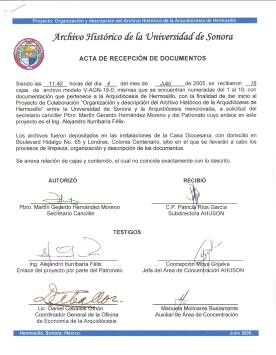 Proyecto: Organización y descripción del Archivo Histórico de la Arquidiócesis de Hermosillo
Archivo Histórico de la Universidad de Sonora
ACTA DE RECEPCIÓN DE DOCUMENTOS
Siendo las 11:40 horas del día 4 del mes de Julio de 2005, se recibieron 16
cajas de archivo modelo V-AGN-19-0, mismas que se encuentran numeradas del 1 al 16; con
documentación que pertenece a la Arquidiócesis de Hermosillo, con la finalidad de dar inicio al
Proyecto de Colaboración "Organización y descripción del Archivo Histórico de la Arquidiócesis de
Hermosillo" entre la Universidad de Sonora y la Arquidiócesis mencionada, a solicitud del
Secretario Canciller Pbro. Martín Gerardo Hernández Moreno y del Patronato cuyo enlace en este
proyecto es el Ing. Alejandro Iturribarría Félix.
Los archivos fueron depositados en las instalaciones de la Casa Diocesana, con domicilio en
Boulevard Hidalgo No. 65 y Londres, Colonia Centenario, sitio en el que se llevarán a cabo los
procesos de limpieza, organización y descripción de los documentos
Se anexa relación de cajas y contenido, el cual no coincide exactamente con lo descrito.
AUTORIZÓ
RECIBIÓ
Pbro. Martín Gerardo Hernández Moreno
Secretario Canciller
C.P. Patricia Ríos García
Subdirectora AHUSON
TESTIGOS
Ing. Alejandro Iturribarría Félix
Enlace del proyecto por parte del Patronato
Concepción Moya Grijalva
Jefa del Área de Concentración AHUSON
Lic. Daniel Ceballos Othón
Coordinador General de la Oficina
de Economía de la Arquidiócesis
Manuela Molinares Bustamante
Auxiliar de Área de Concentración
Hermosillo, Sonora; México.
Julio 2005